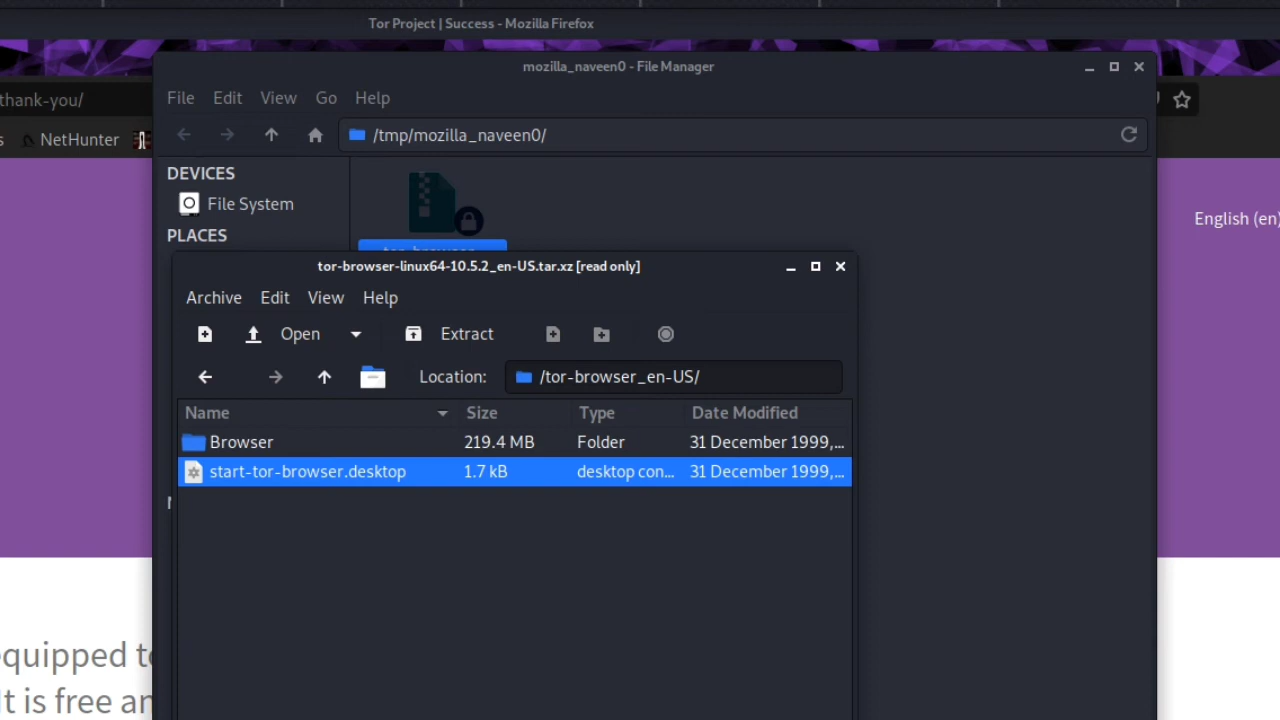 Tor Project | Success - Mozilla Firefox
mozilla_naveen0 - File Manager
thank-you/
File Edit View Go Help
/tmp/mozilla_naveen0/
s NetHunter
DEVICES
File System
PLACES
English (en)
tor-browser-linux64-10.5.2_en-US.tar.xz [read only]
Archive Edit View Help
Open Extract
Location: /tor-browser_en-US/
Name Size Type Date Modified
Browser 219.4 MB Folder 31 December 1999,...
start-tor-browser.desktop 1.7 kB desktop con... 31 December 1999,...
equipped to
It is free an